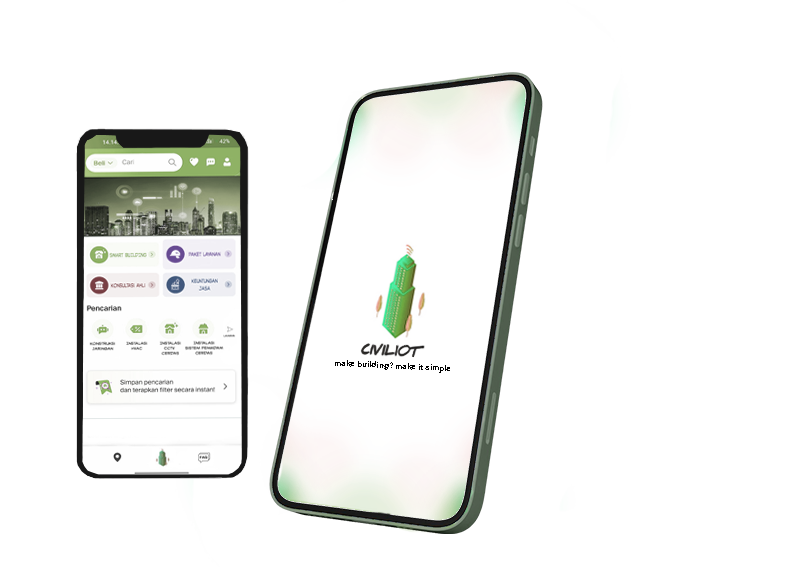 14.14
42%
Beli
Cari
SMART BUILDING
PAKET LAYANAN
KONSULTASI AHLI
KEUNTUNGAN
JASA
Pencarian
KONSTRUKSI
JARINGAN
INSTALASI
HVAC
INSTALASI
CCTV
CERDAS
INSTALASI
SISTEM
CERDAS
Simpan pencarian
dan terapkan filter secara instan!
CIVILIOT
make building? make it simple